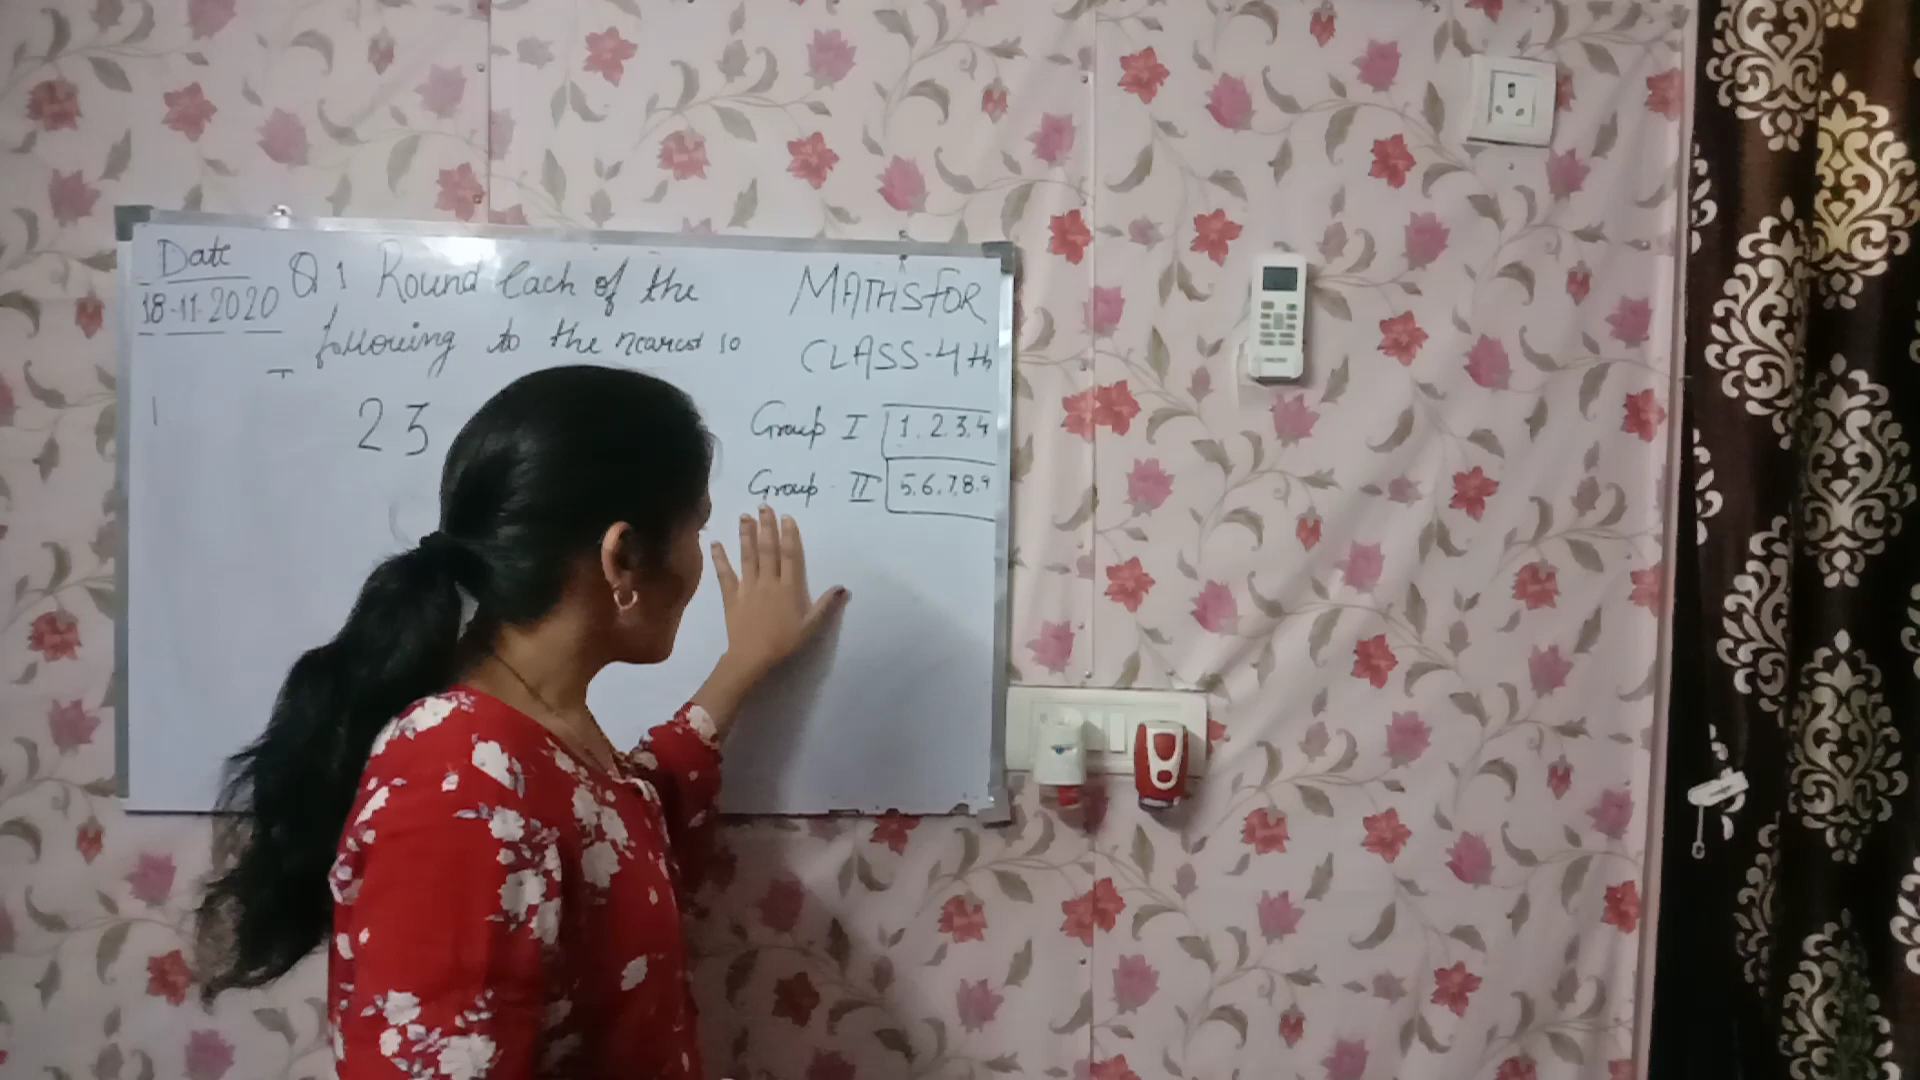 Date
18-11-2020
Q 1 Round each of the
following to the nearest 10
MATHS FOR
CLASS-4th
23
Group I 1, 2, 3, 4
Group - II 5, 6, 7, 8, 9